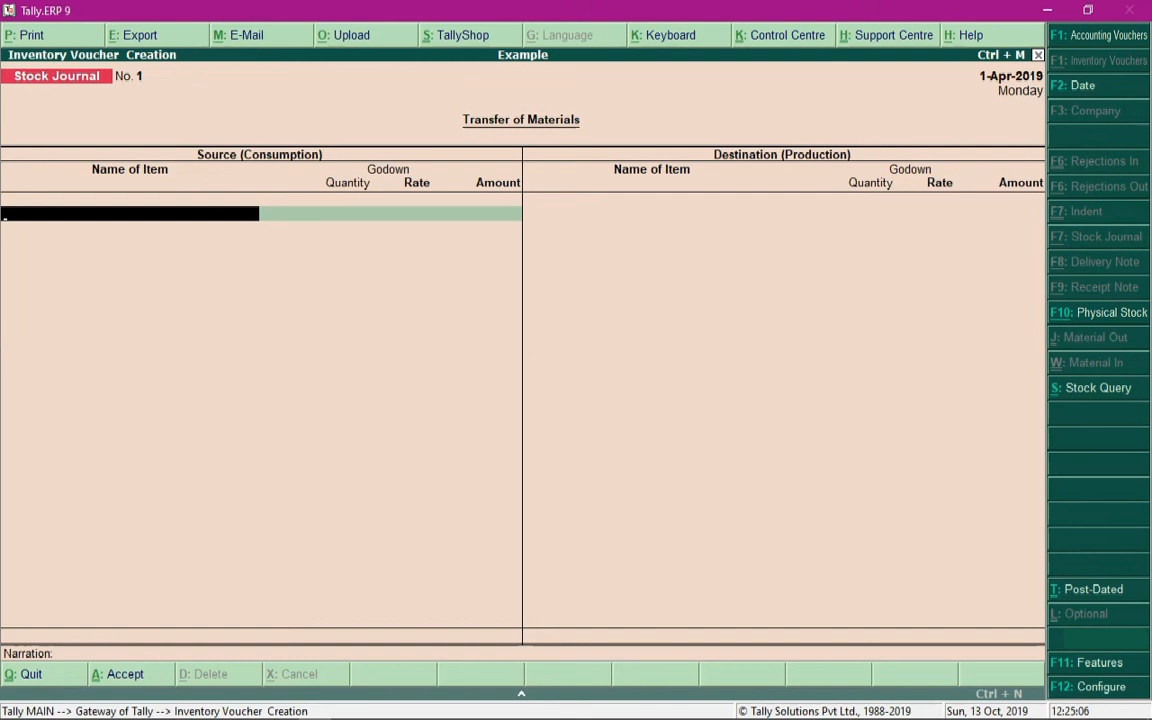 Tally.ERP 9
P: Print E: Export M: E-Mail O: Upload S: TallyShop G: Language K: Keyboard K: Control Centre H: Support Centre H: Help
Inventory Voucher Creation Example Ctrl + M
Stock Journal No. 1 1-Apr-2019
Monday
Transfer of Materials
Source (Consumption) Destination (Production)
Name of Item Godown Name of Item Godown
Quantity Rate Amount Quantity Rate Amount
Narration:
Q: Quit A: Accept D: Delete X: Cancel
Ctrl + N
Tally MAIN --> Gateway of Tally --> Inventory Voucher Creation © Tally Solutions Pvt Ltd., 1988-2019 Sun, 13 Oct, 2019 12:25:06
F1: Accounting Vouchers
F1: Inventory Vouchers
F2: Date
F3: Company
F6: Rejections In
F6: Rejections Out
F7: Indent
F7: Stock Journal
F8: Delivery Note
F9: Receipt Note
F10: Physical Stock
J: Material Out
W: Material In
S: Stock Query
T: Post-Dated
L: Optional
F11: Features
F12: Configure